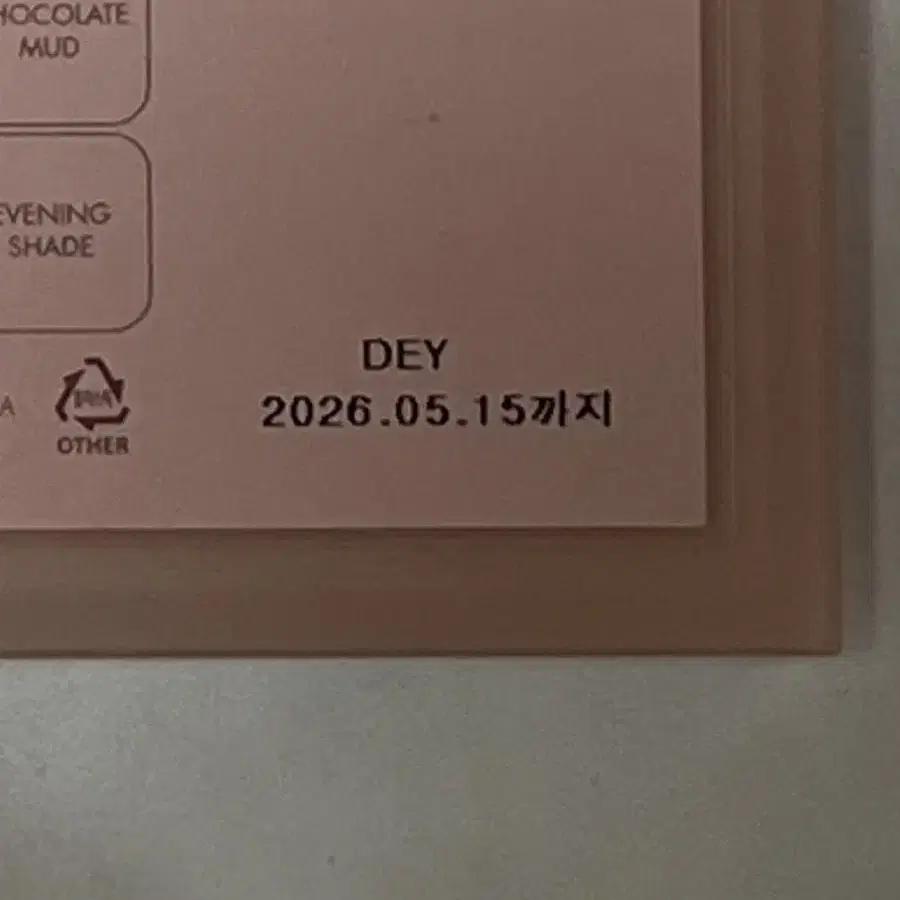 HOCOLATE
MUD
EVENING
SHADE
DEY
2026.05.15까지
A
OTHER